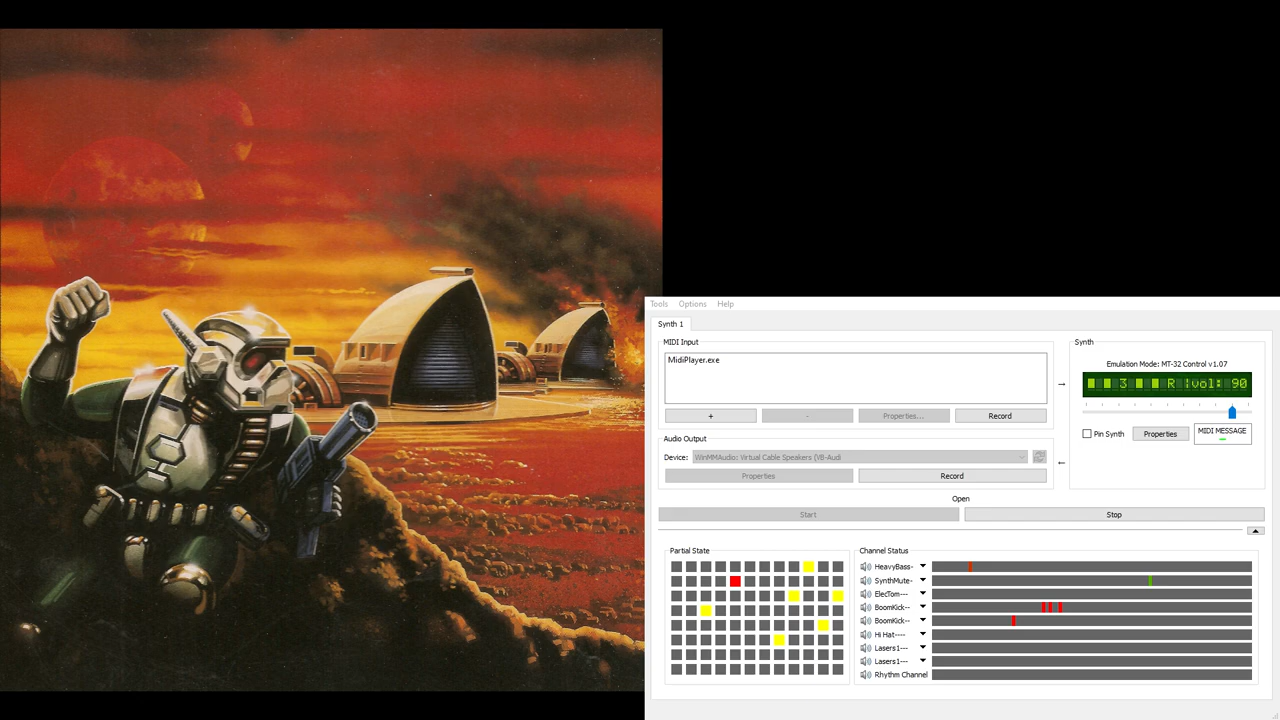 Tools Options Help
Synth 1
MIDI Input
MidiPlayer.exe
+ - Properties... Record
Audio Output
Device: WinMMAudio: Virtual Cable Speakers (VB-Audi
Properties Record
Synth
Emulation Mode: MT-32 Control v1.07
3 R |vol: 90
Pin Synth Properties MIDI MESSAGE
Open
Start Stop
Partial State
Channel Status
HeavyBass-
SynthMute-
ElecTom---
BoomKick--
BoomKick--
Hi Hat----
Lasers1---
Lasers1---
Rhythm Channel